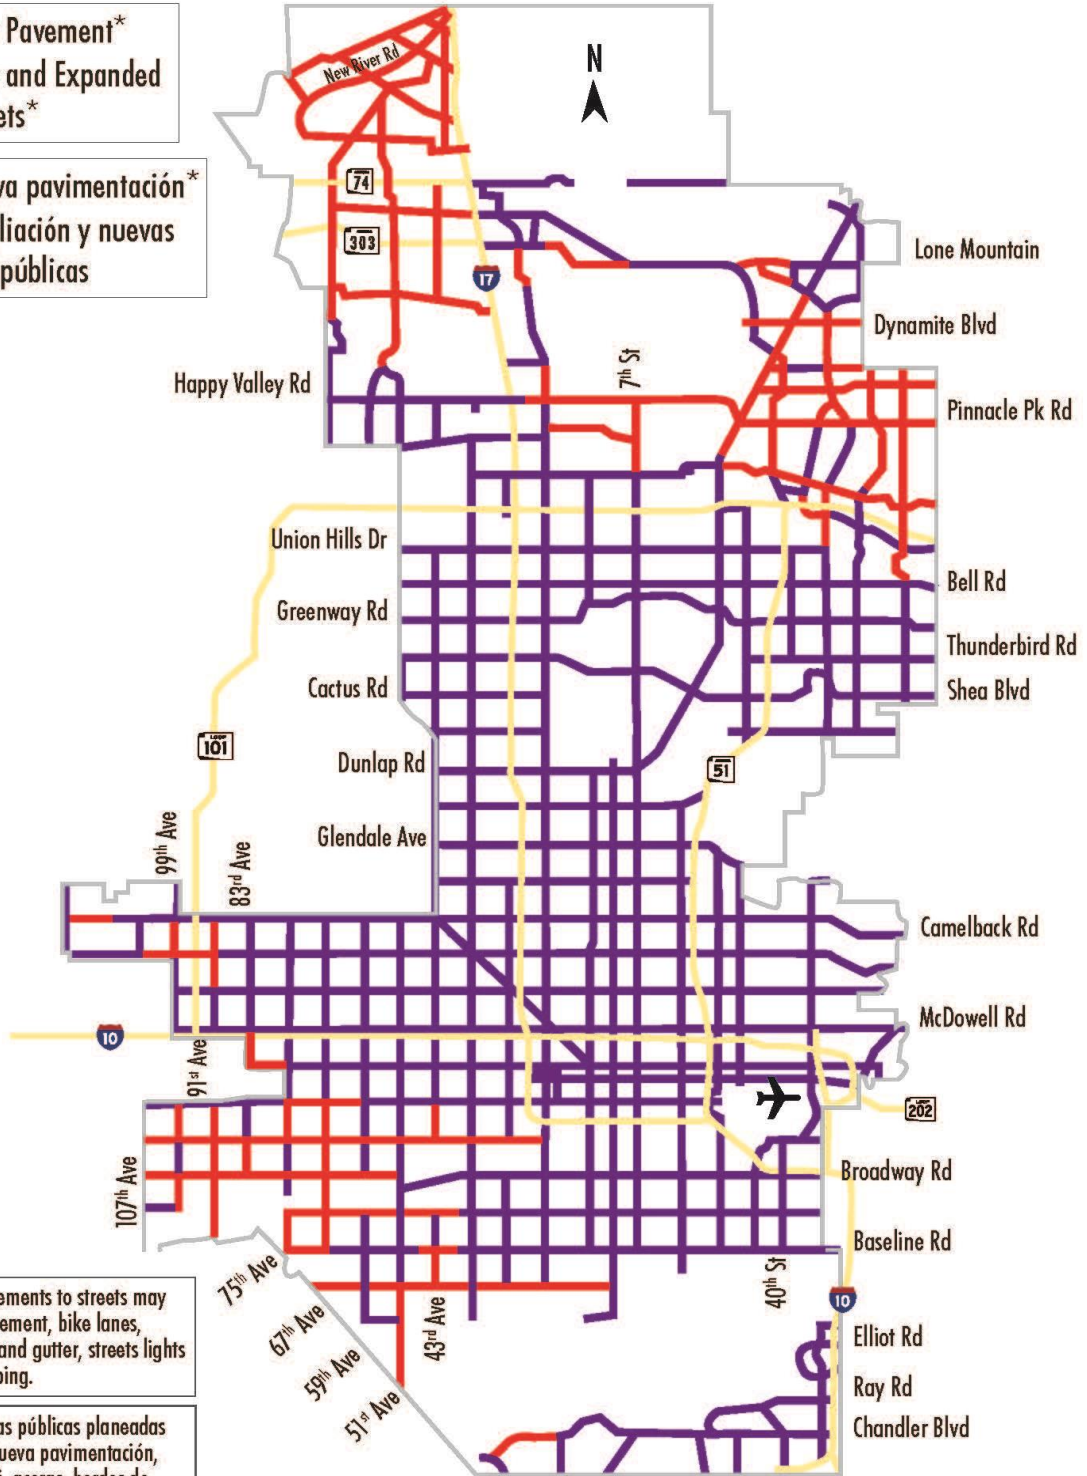 Pavement*
and Expanded
ets*
va pavimentación*
liación y nuevas
públicas
N
New River Rd
74
303
17
Lone Mountain
Dynamite Blvd
7th St
Happy Valley Rd
Pinnacle Pk Rd
Union Hills Dr
Bell Rd
Greenway Rd
Thunderbird Rd
Cactus Rd
Shea Blvd
LOOP
101
Dunlap Rd
51
Glendale Ave
99th Ave
83rd Ave
Camelback Rd
McDowell Rd
10
91st Ave
LOOP
202
107th Ave
Broadway Rd
Baseline Rd
75th Ave
40th St
10
67th Ave
43rd Ave
Elliot Rd
59th Ave
Ray Rd
51st Ave
Chandler Blvd
ements to streets may
ement, bike lanes,
and gutter, streets lights
ping.
as públicas planeadas
ueva pavimentación,